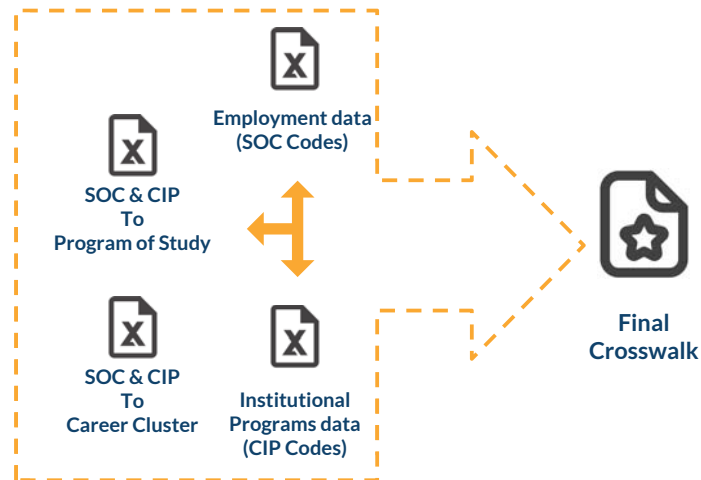 Employment data
(SOC Codes)
SOC & CIP
To
Program of Study
SOC & CIP
To
Career Cluster
Institutional
Programs data
(CIP Codes)
Final
Crosswalk